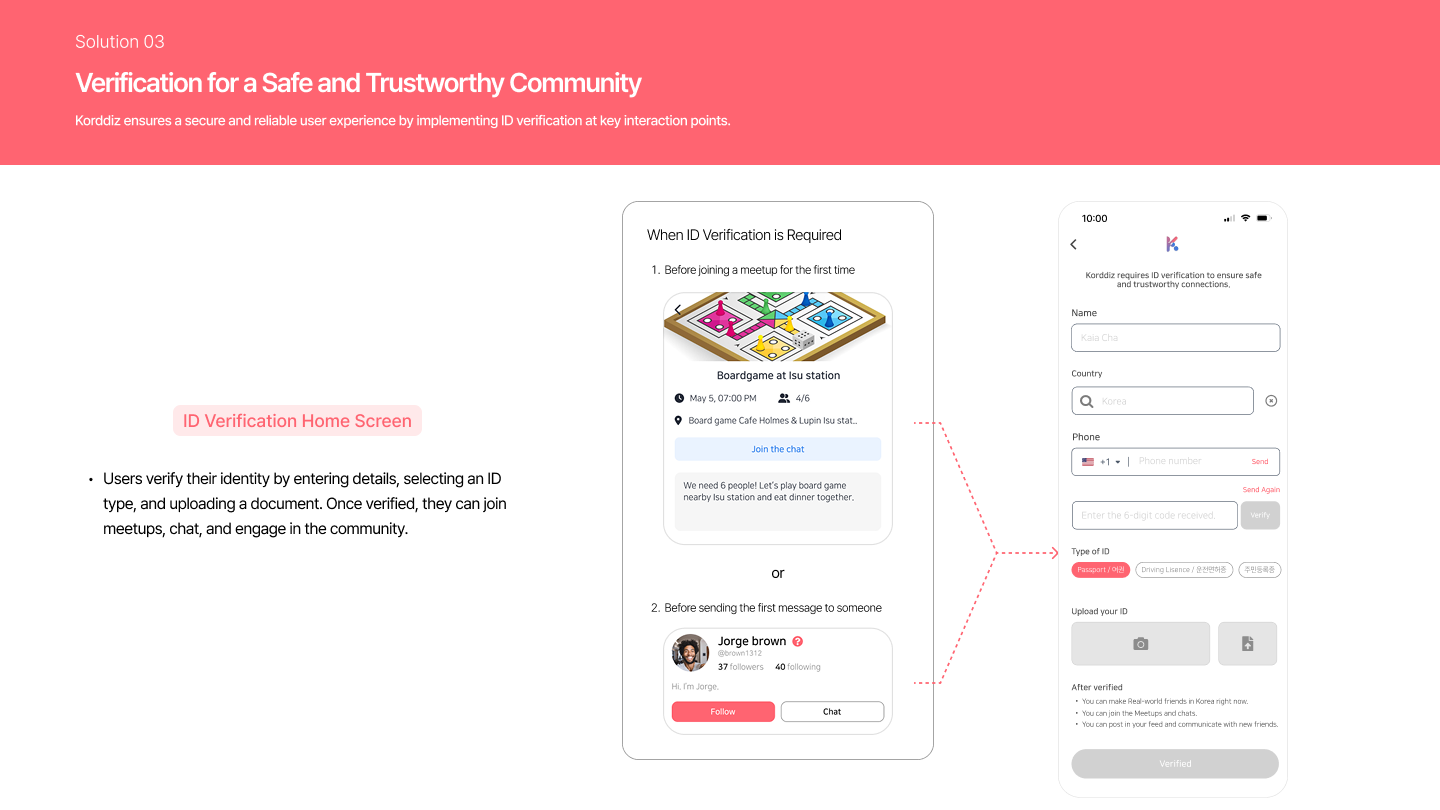 Solution 03
Verification for a Safe and Trustworthy Community
Korddiz ensures a secure and reliable user experience by implementing ID verification at key interaction points.
ID Verification Home Screen
• Users verify their identity by entering details, selecting an ID
type, and uploading a document. Once verified, they can join
meetups, chat, and engage in the community.
When ID Verification is Required
1. Before joining a meetup for the first time
Boardgame at Isu station
May 5, 07:00 PM 4/6
Board game Cafe Holmes & Lupin Isu stat..
Join the chat
We need 6 people! Let's play board game
nearby Isu station and eat dinner together.
or
2. Before sending the first message to someone
Jorge brown ?
@brown1312
37 followers 40 following
Hi. I'm Jorge.
Follow Chat
10:00
K
Korddiz requires ID verification to ensure safe
and trustworthy connections.
Name
Kaia Cha
Country
Korea
Phone
+1 | Phone number Send
Send Again
Enter the 6-digit code received. Verify
Type of ID
Passport / 여권 Driving Lisence / 운전면허증 주민등록증
Upload your ID
After verified
• You can make Real-world friends in Korea right now.
• You can join the Meetups and chats.
• You can post in your feed and communicate with new friends.
Verified